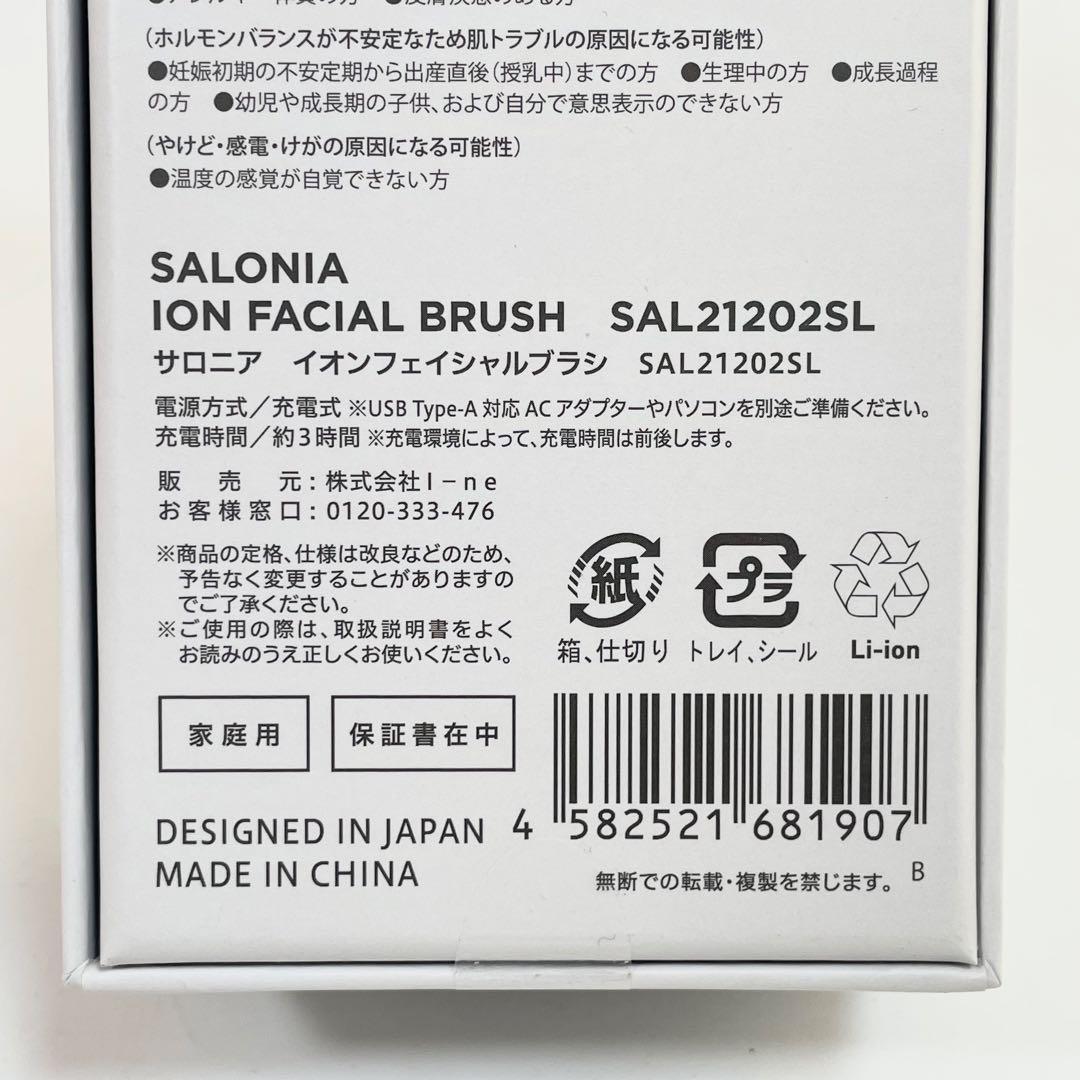 ●アレルギー体質の方 ●皮膚炎感のある方
（ホルモンバランスが不安定なため肌トラブルの原因になる可能性）
●妊娠初期の不安定期から出産直後（授乳中）までの方 ●生理中の方 ●成長過程
の方 ●幼児や成長期の子供、および自分で意思表示のできない方
（やけど・感電・けがの原因になる可能性）
●温度の感覚が自覚できない方
SALONIA
ION FACIAL BRUSH SAL21202SL
サロニア イオンフェイシャルブラシ SAL21202SL
電源方式／充電式 ※USB Type-A 対応 AC アダプターやパソコンを別途ご準備ください。
充電時間／約3時間 ※充電環境によって、充電時間は前後します。
販売元：株式会社I－ne
お客様窓口：0120-333-476
※商品の定格、仕様は改良などのため、
予告なく変更することがありますの
でご了承ください。
※ご使用の際は、取扱説明書をよく
お読みのうえ正しくお使いください。
紙
箱、仕切り
プラ
トレイ、シール
Li-ion
家庭用
保証書在中
DESIGNED IN JAPAN
MADE IN CHINA
4 582521 681907
無断での転載・複製を禁じます。 B